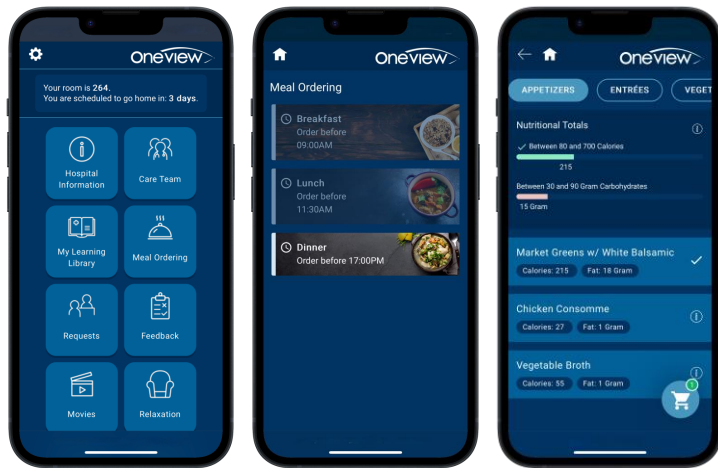 Oneview
Your room is 264.
You are scheduled to go home in: 3 days.
Hospital
Information
Care Team
My Learning
Library
Meal Ordering
Requests
Feedback
Movies
Relaxation
Oneview
Meal Ordering
Breakfast
Order before
09:00AM
Lunch
Order before
11:30AM
Dinner
Order before 17:00PM
Oneview
APPETIZERS
ENTRÉES
VEGET
Nutritional Totals
Between 80 and 700 Calories
215
Between 30 and 90 Gram Carbohydrates
15 Gram
Market Greens w/ White Balsamic
Calories: 215 Fat: 18 Gram
Chicken Consomme
Calories: 27 Fat: 1 Gram
Vegetable Broth
Calories: 55 Fat: 1 Gram
1